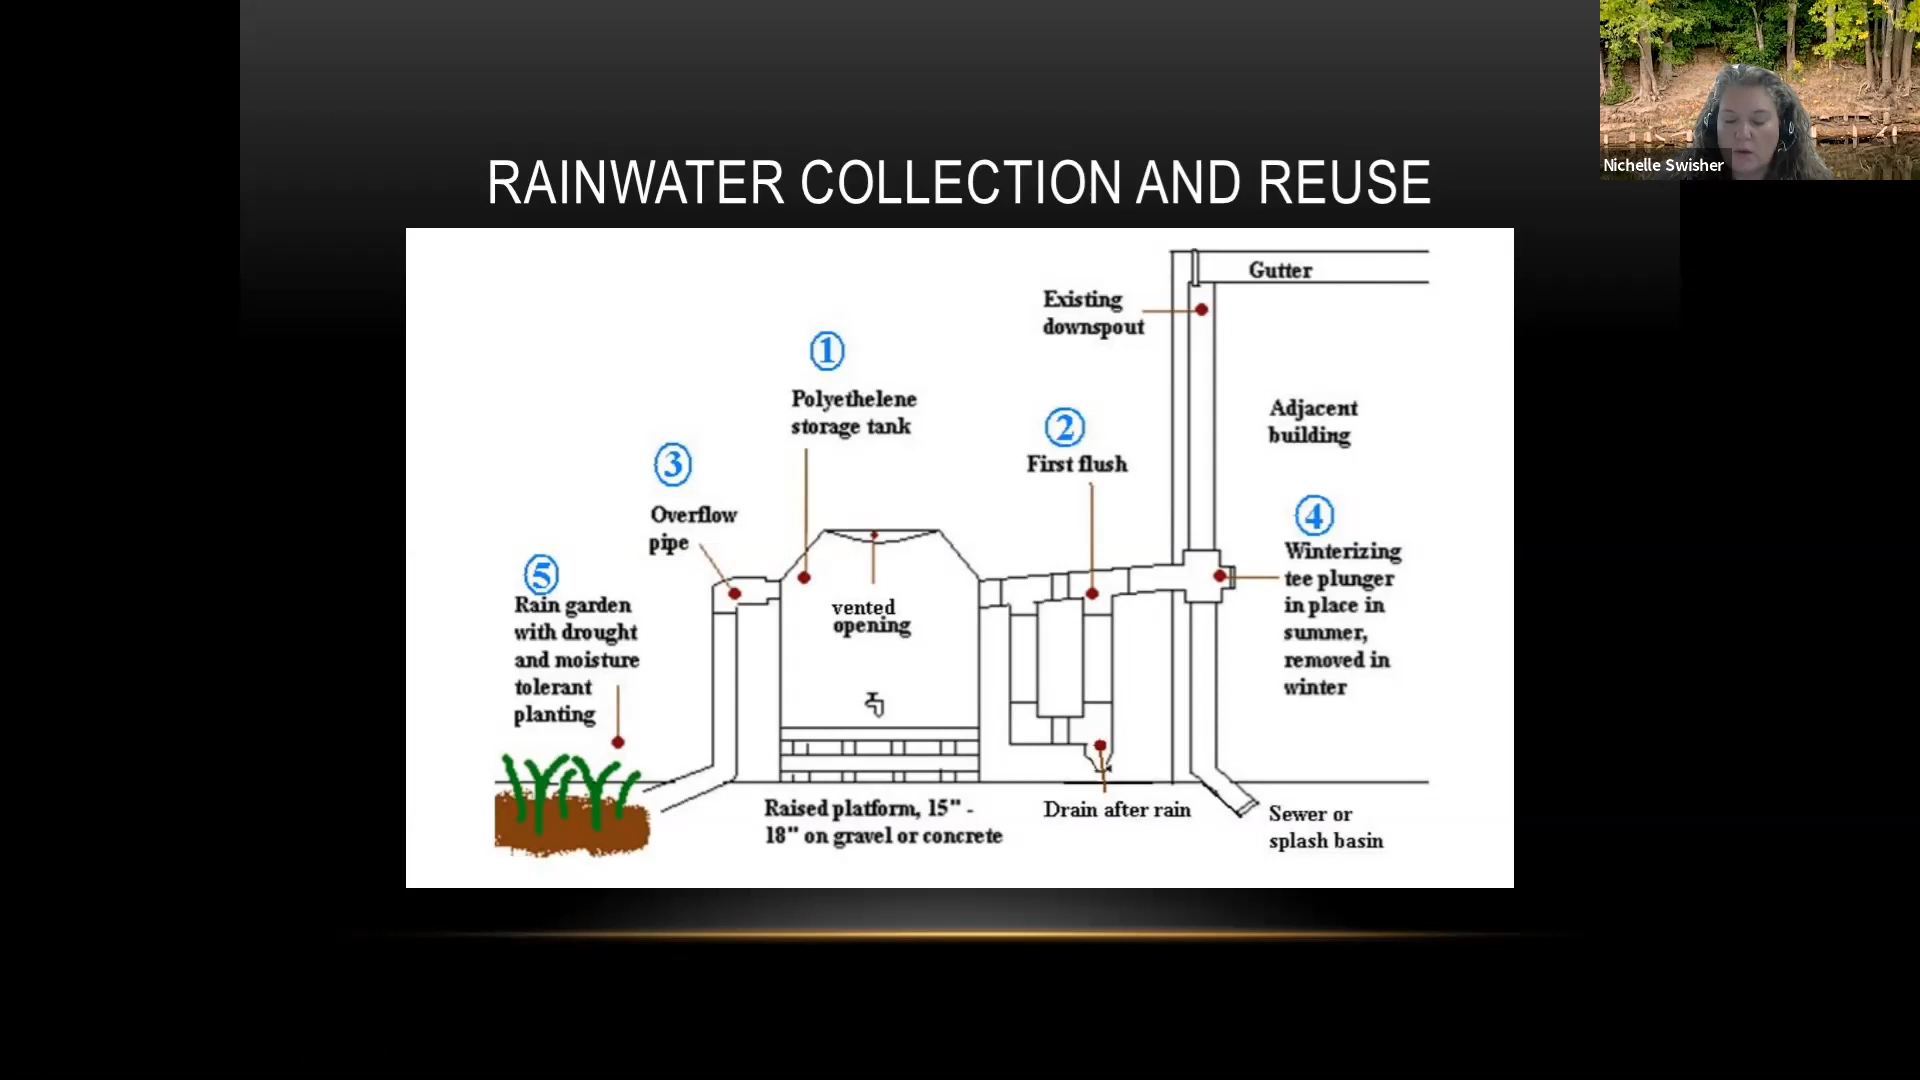 RAINWATER COLLECTION AND REUSE
Nichelle Swisher
Gutter
Existing
downspout
1
Polyethelene
storage tank
Adjacent
building
2
First flush
3
Overflow
pipe
4
Winterizing
tee plunger
in place in
summer,
removed in
winter
5
Rain garden
with drought
and moisture
tolerant
planting
vented
opening
Raised platform, 15" -
18" on gravel or concrete
Drain after rain
Sewer or
splash basin